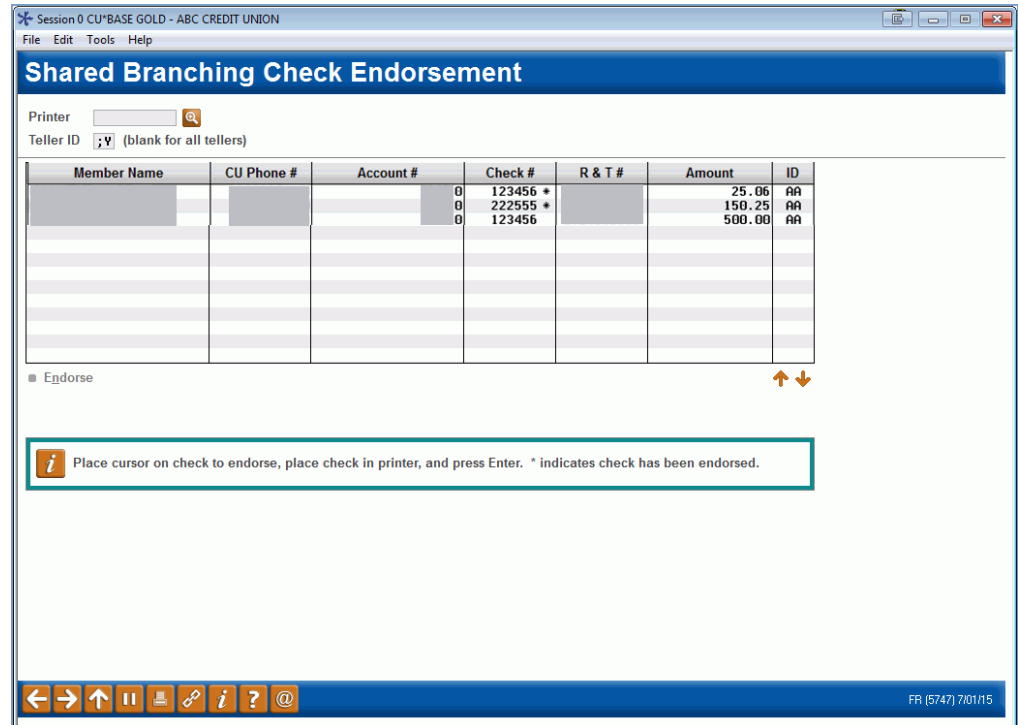 Session 0 CU*BASE GOLD - ABC CREDIT UNION
File Edit Tools Help
Shared Branching Check Endorsement
Printer
Teller ID ;Y (blank for all tellers)
Member Name CU Phone # Account # Check # R & T # Amount ID
0 123456 * 25.06 AA
0 222555 * 150.25 AA
0 123456 500.00 AA
Endorse
i Place cursor on check to endorse, place check in printer, and press Enter. * indicates check has been endorsed.
i ? @ FR (5747) 7/01/15